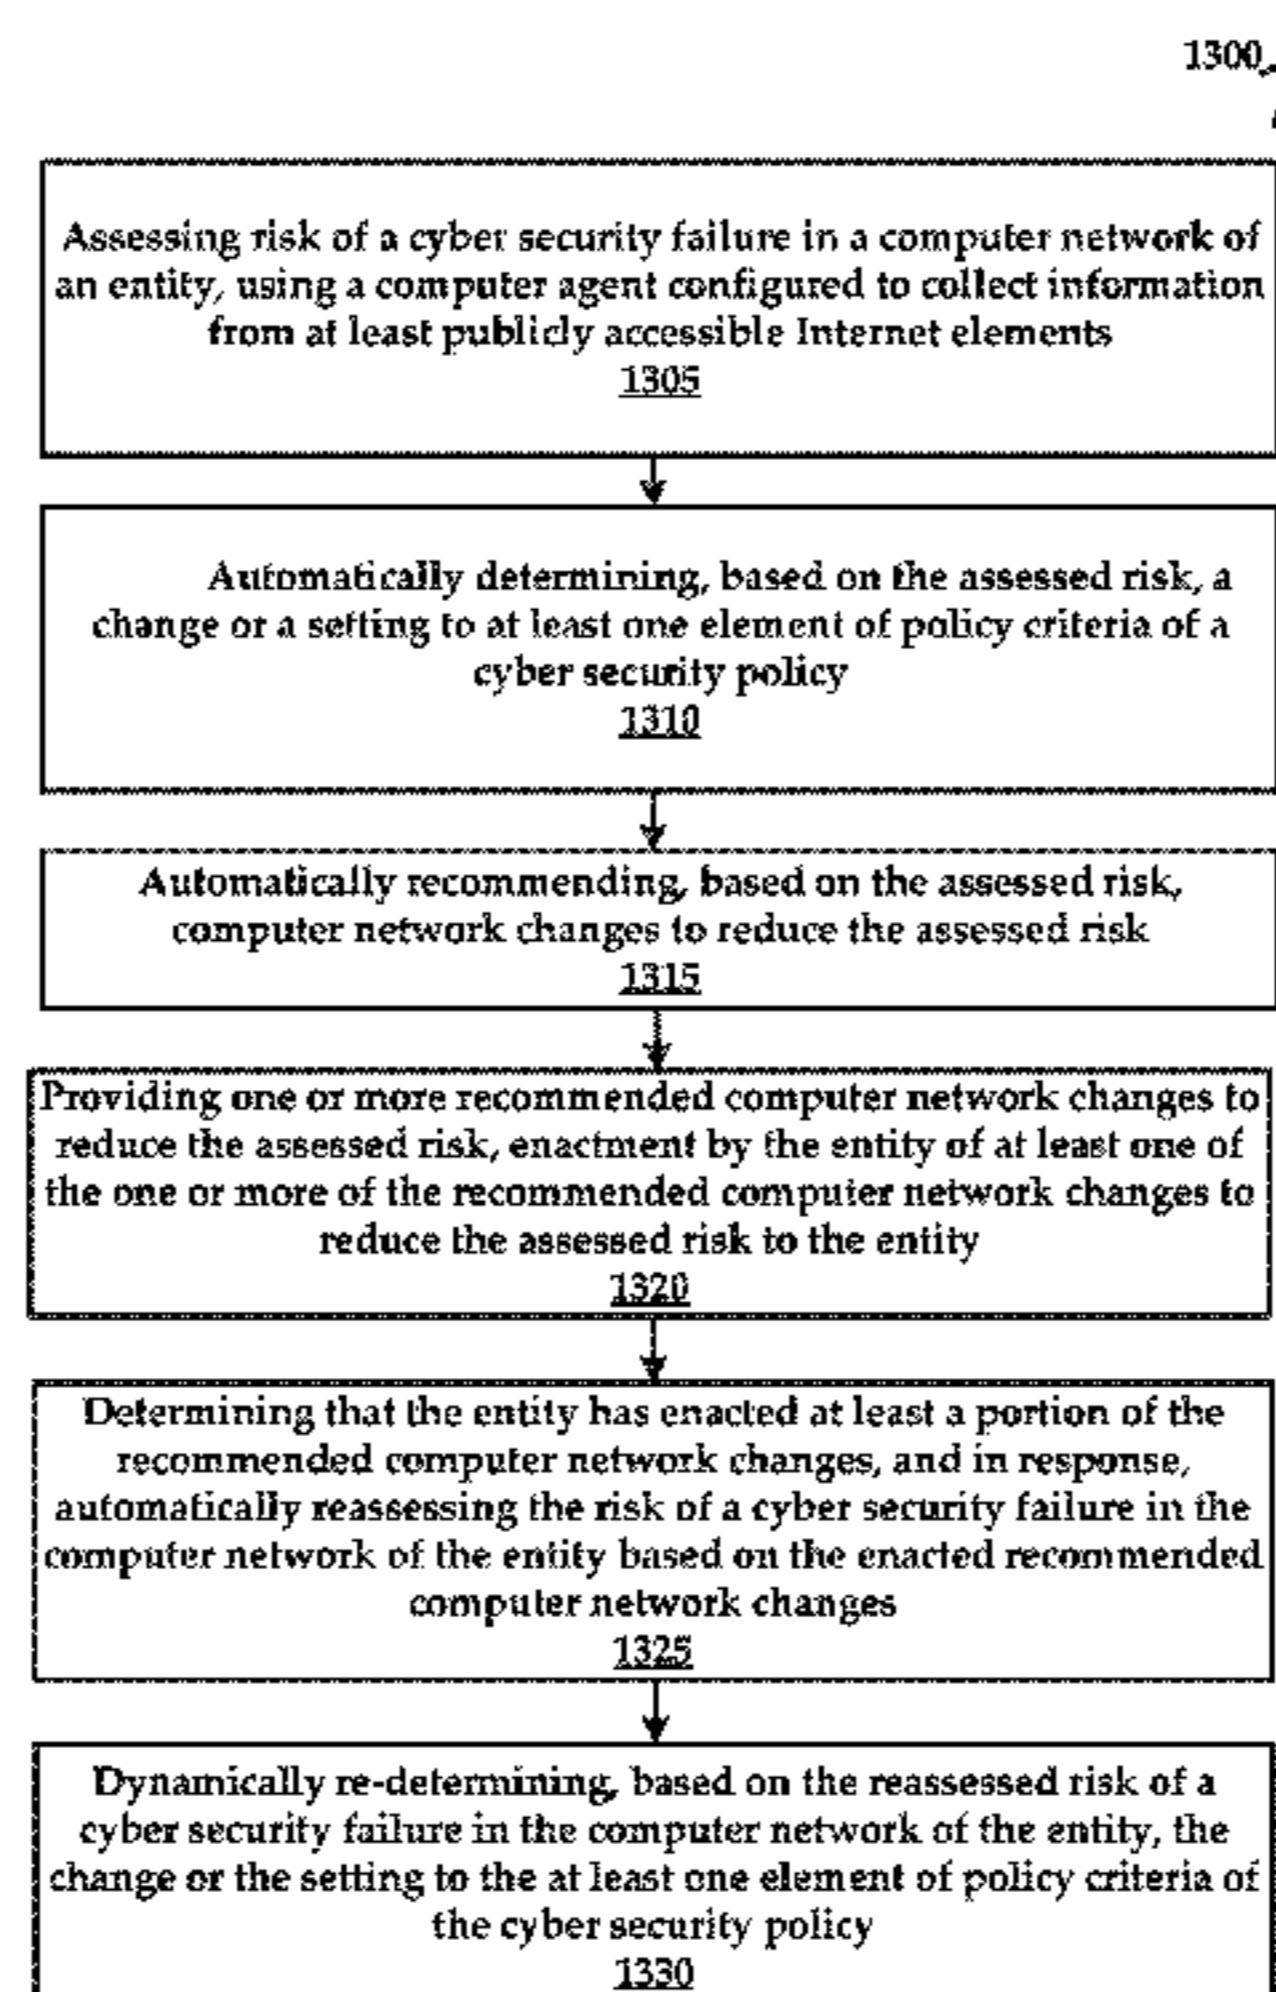 1300
Assessing risk of a cyber security failure in a computer network of
an entity, using a computer agent configured to collect information
from at least publicly accessible Internet elements
1305
Automatically determining, based on the assessed risk, a
change or a setting to at least one element of policy criteria of a
cyber security policy
1310
Automatically recommending, based on the assessed risk,
computer network changes to reduce the assessed risk
1315
Providing one or more recommended computer network changes to
reduce the assessed risk, enactment by the entity of at least one of
the one or more of the recommended computer network changes to
reduce the assessed risk to the entity
1320
Determining that the entity has enacted at least a portion of the
recommended computer network changes, and in response,
automatically reassessing the risk of a cyber security failure in the
computer network of the entity based on the enacted recommended
computer network changes
1325
Dynamically re-determining, based on the reassessed risk of a
cyber security failure in the computer network of the entity, the
change or the setting to the at least one element of policy criteria of
the cyber security policy
1330